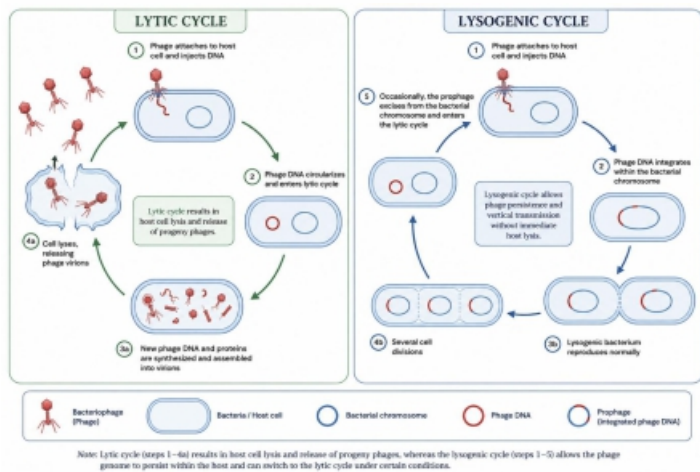 LYTIC CYCLE
1 Phage attaches to host
cell and injects DNA
2 Phage DNA circularizes
and enters lytic cycle
Lytic cycle results in
host cell lysis and release
of progeny phages.
4a Cell lyses,
releasing
phage virions
3a New phage DNA and proteins
are synthesized and assembled
into virions
LYSOGENIC CYCLE
1 Phage attaches to host
cell and injects DNA
5 Occasionally, the prophage
excises from the bacterial
chromosome and enters
the lytic cycle
2 Phage DNA integrates
within the bacterial
chromosome
Lysogenic cycle allows
phage persistence and
vertical transmission
without immediate
host lysis.
4b Several cell
divisions
3b Lysogenic bacterium
reproduces normally
Bacteriophage
(Phage)
Bacteria / Host cell
Bacterial chromosome
Phage DNA
Prophage
(Integrated phage DNA)
Note: Lytic cycle (steps 1–4a) results in host cell lysis and release of progeny phages, whereas the lysogenic cycle (steps 1–5) allows the phage
genome to persist within the host and can switch to the lytic cycle under certain conditions.